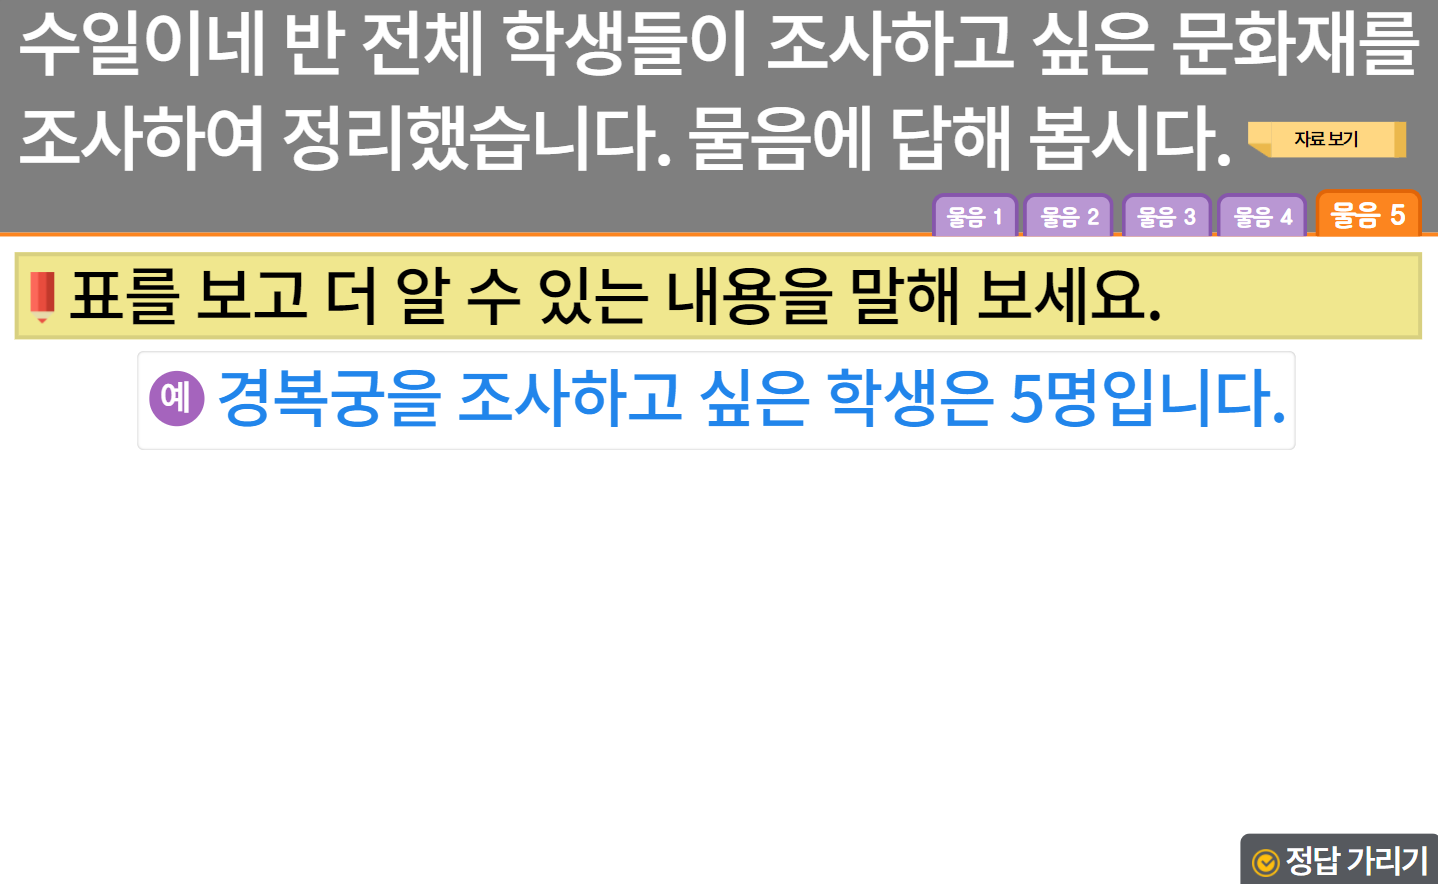 수일이네 반 전체 학생들이 조사하고 싶은 문화재를
조사하여 정리했습니다. 물음에 답해 봅시다.
자료 보기
물음 1
물음 2
물음 3
물음 4
물음 5
표를 보고 더 알 수 있는 내용을 말해 보세요.
예 경복궁을 조사하고 싶은 학생은 5명입니다.
정답 가리기